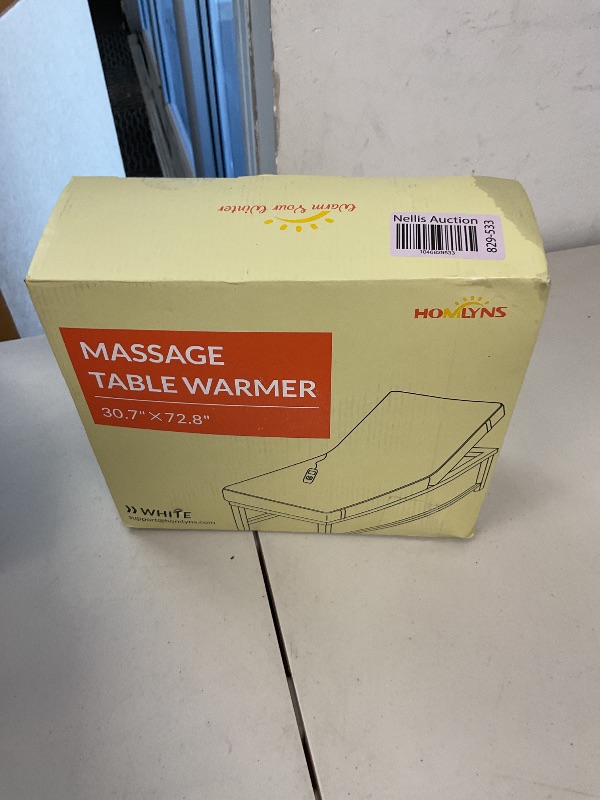 Warm Your Winter
Nellis Auction
829-533
HOMLYNS
MASSAGE
TABLE WARMER
30.7"×72.8"
WHITE
support@homlyns.com